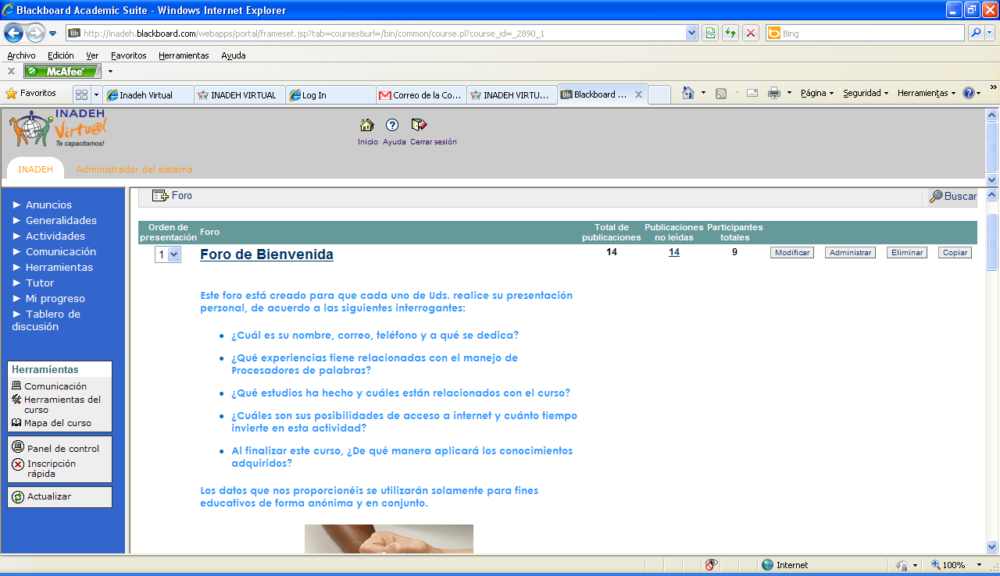 Blackboard Academic Suite - Windows Internet Explorer
http://inadeh.blackboard.com/webapps/portal/frameset.jsp?tab=courses&url=/bin/common/course.pl?course_id=_2890_1
Bing
Archivo Edición Ver Favoritos Herramientas Ayuda
X McAfee
Favoritos
Inadeh Virtual
INADEH VIRTUAL
Log In
Correo de la Co...
INADEH VIRTU...
Blackboard ...
Página Seguridad Herramientas
INADEH
Virtu@l
Te capacitamos!
Inicio Ayuda Cerrar sesión
INADEH Administrador del sistema
► Anuncios
► Generalidades
► Actividades
► Comunicación
► Herramientas
► Tutor
► Mi progreso
► Tablero de
discusión
Herramientas
Comunicación
Herramientas del
curso
Mapa del curso
Panel de control
Inscripción
rápida
Actualizar
Foro
Buscar
Orden de
presentación
Foro
Total de
publicaciones
Publicaciones
no leídas
Participantes
totales
1 Foro de Bienvenida 14 14 9 Modificar Administrar Eliminar Copiar
Este foro está creado para que cada uno de Uds. realice su presentación
personal, de acuerdo a las siguientes interrogantes:
• ¿Cuál es su nombre, correo, teléfono y a qué se dedica?
• ¿Qué experiencias tiene relacionadas con el manejo de
Procesadores de palabras?
• ¿Qué estudios ha hecho y cuáles están relacionados con el curso?
• ¿Cuáles son sus posibilidades de acceso a internet y cuánto tiempo
invierte en esta actividad?
• Al finalizar este curso, ¿De qué manera aplicará los conocimientos
adquiridos?
Los datos que nos proporcionéis se utilizarán solamente para fines
educativos de forma anónima y en conjunto.
Internet
100%